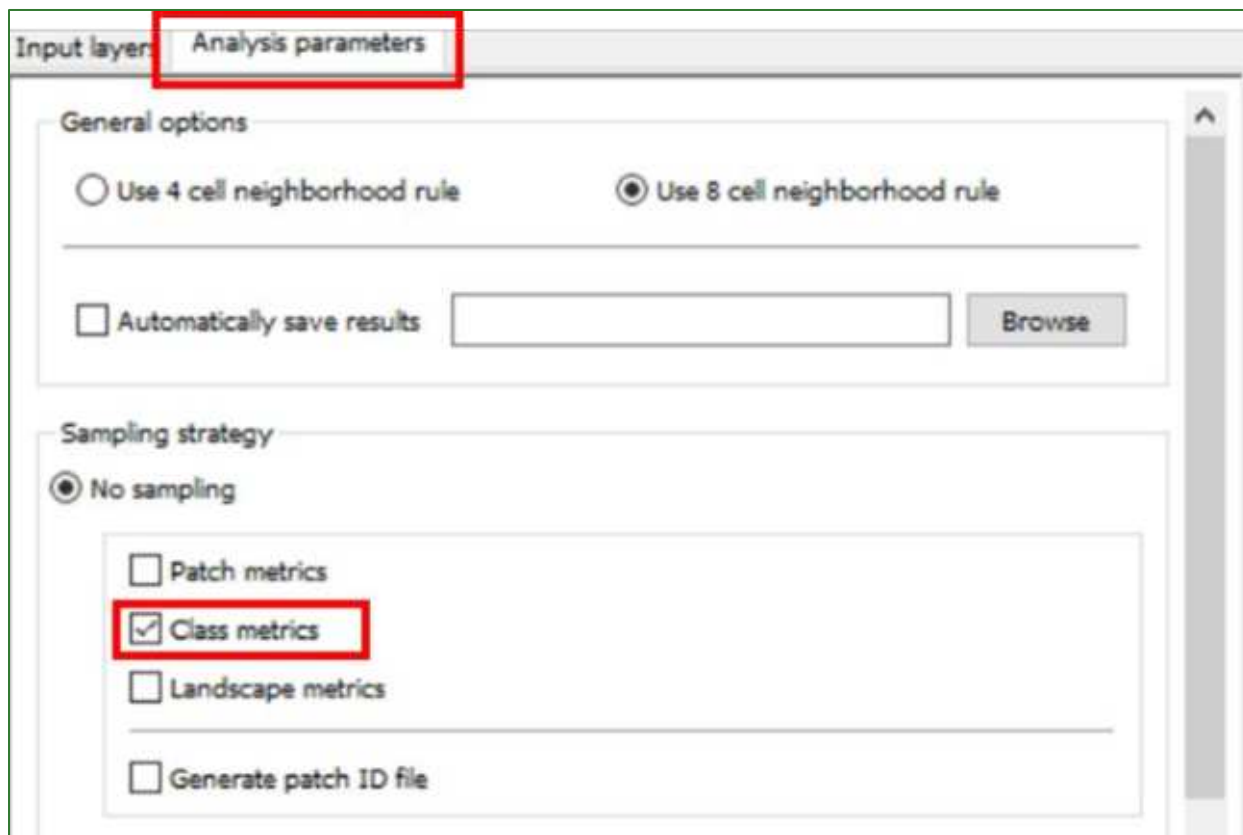 Input layer Analysis parameters
General options
Use 4 cell neighborhood rule Use 8 cell neighborhood rule
Automatically save results Browse
Sampling strategy
No sampling
Patch metrics
Class metrics
Landscape metrics
Generate patch ID file